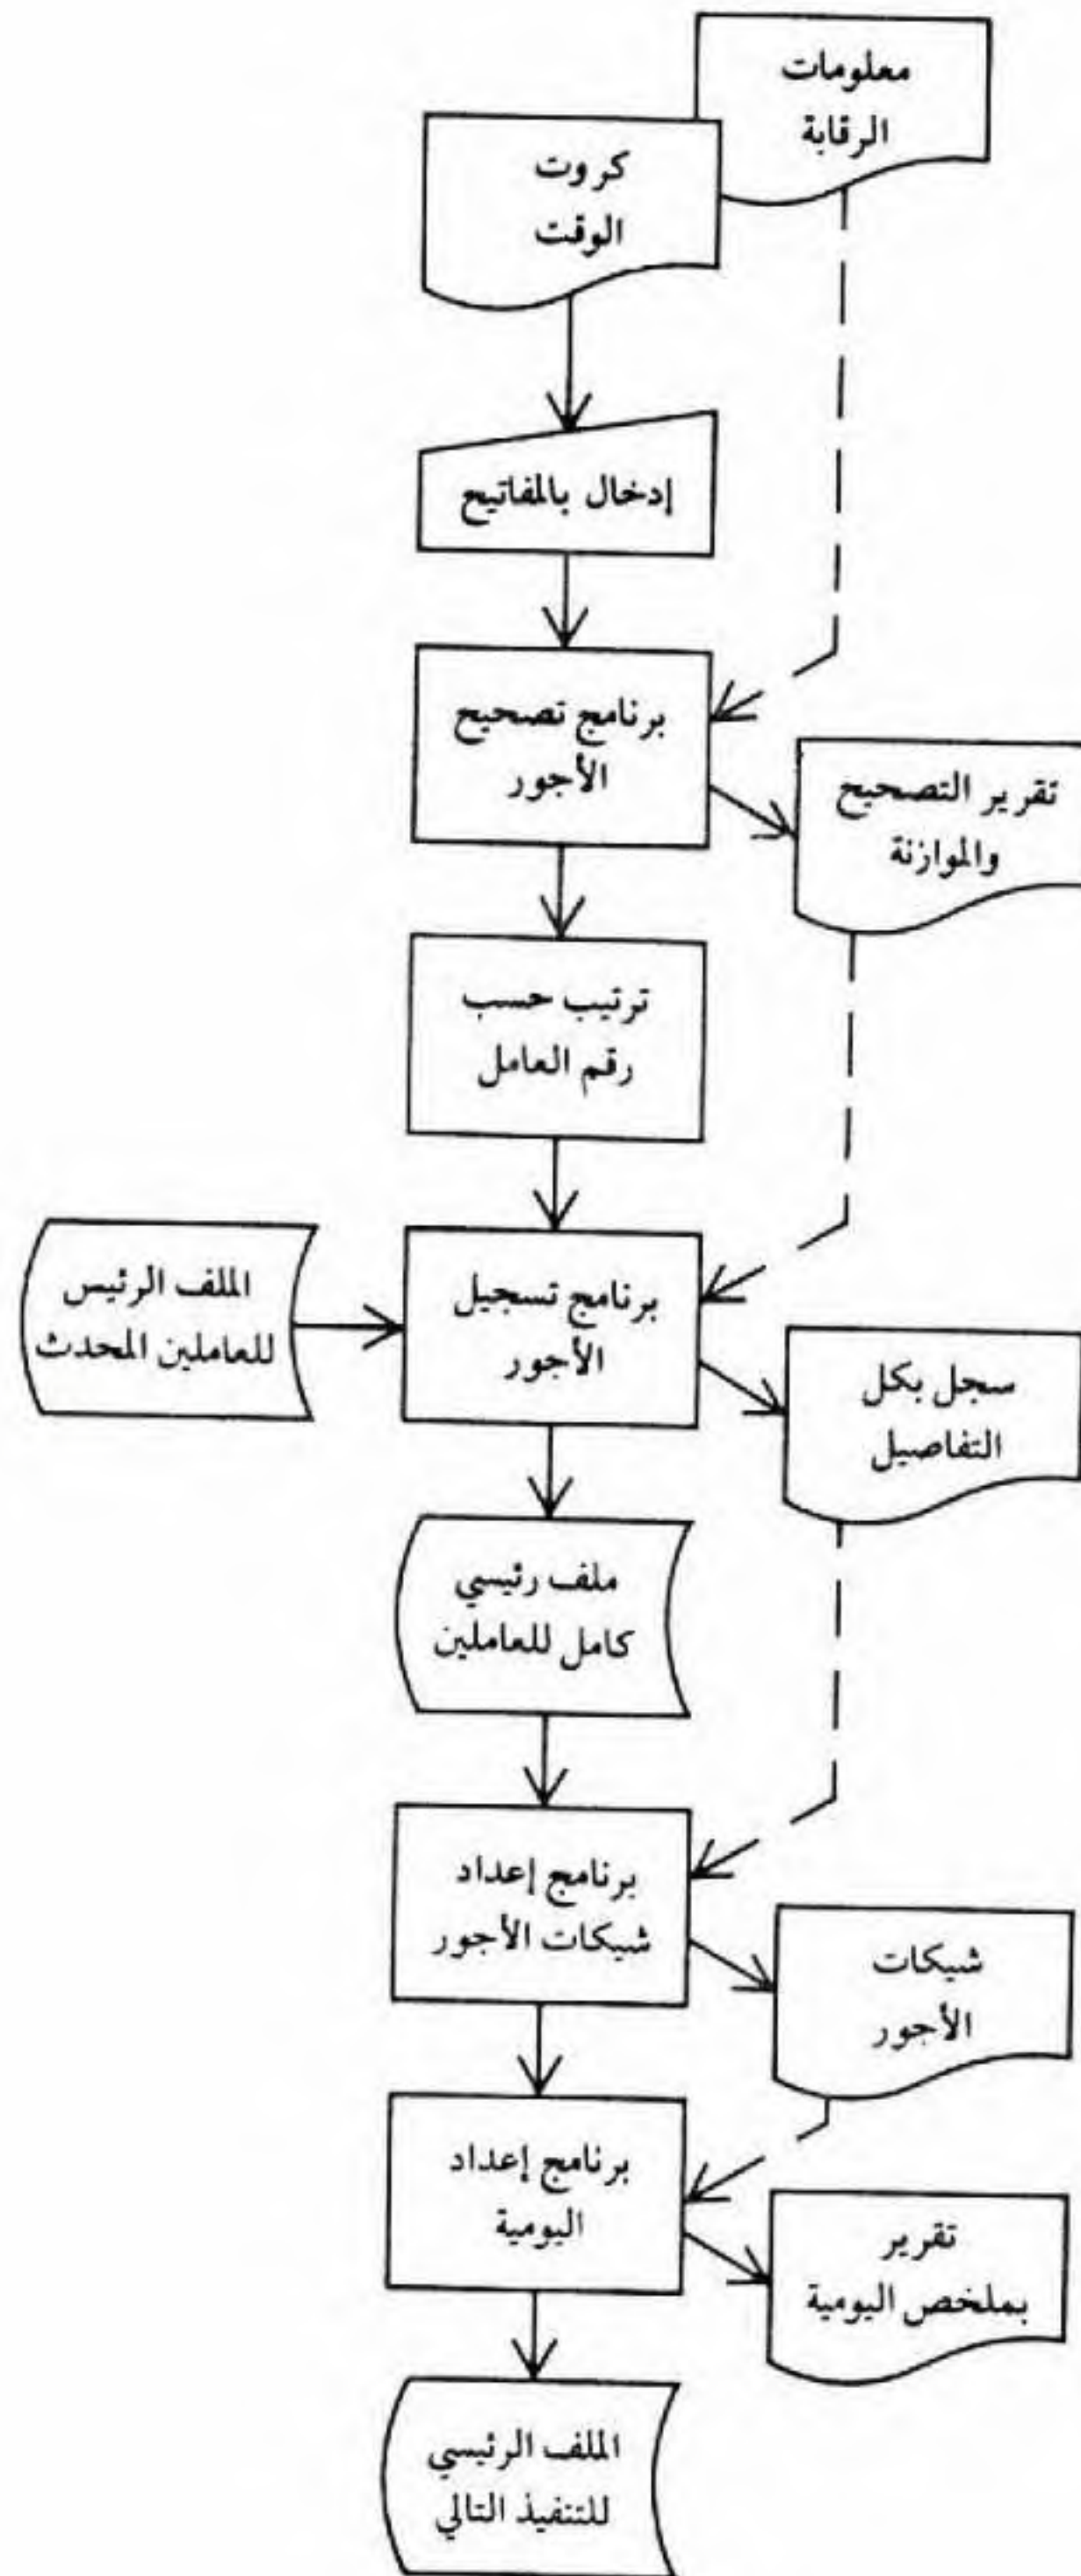 معلومات
الرقابة
كروت
الوقت
إدخال بالمفاتيح
برنامج تصحيح
الأجور
تقرير التصحيح
والموازنة
ترتيب حسب
رقم العامل
الملف الرئيس
للعاملين المحدث
برنامج تسجيل
الأجور
سجل بكل
التفاصيل
ملف رئيسي
كامل للعاملين
برنامج إعداد
شيكات الأجور
شيكات
الأجور
برنامج إعداد
اليومية
تقرير
بملخص اليومية
الملف الرئيسي
للتنفيذ التالي